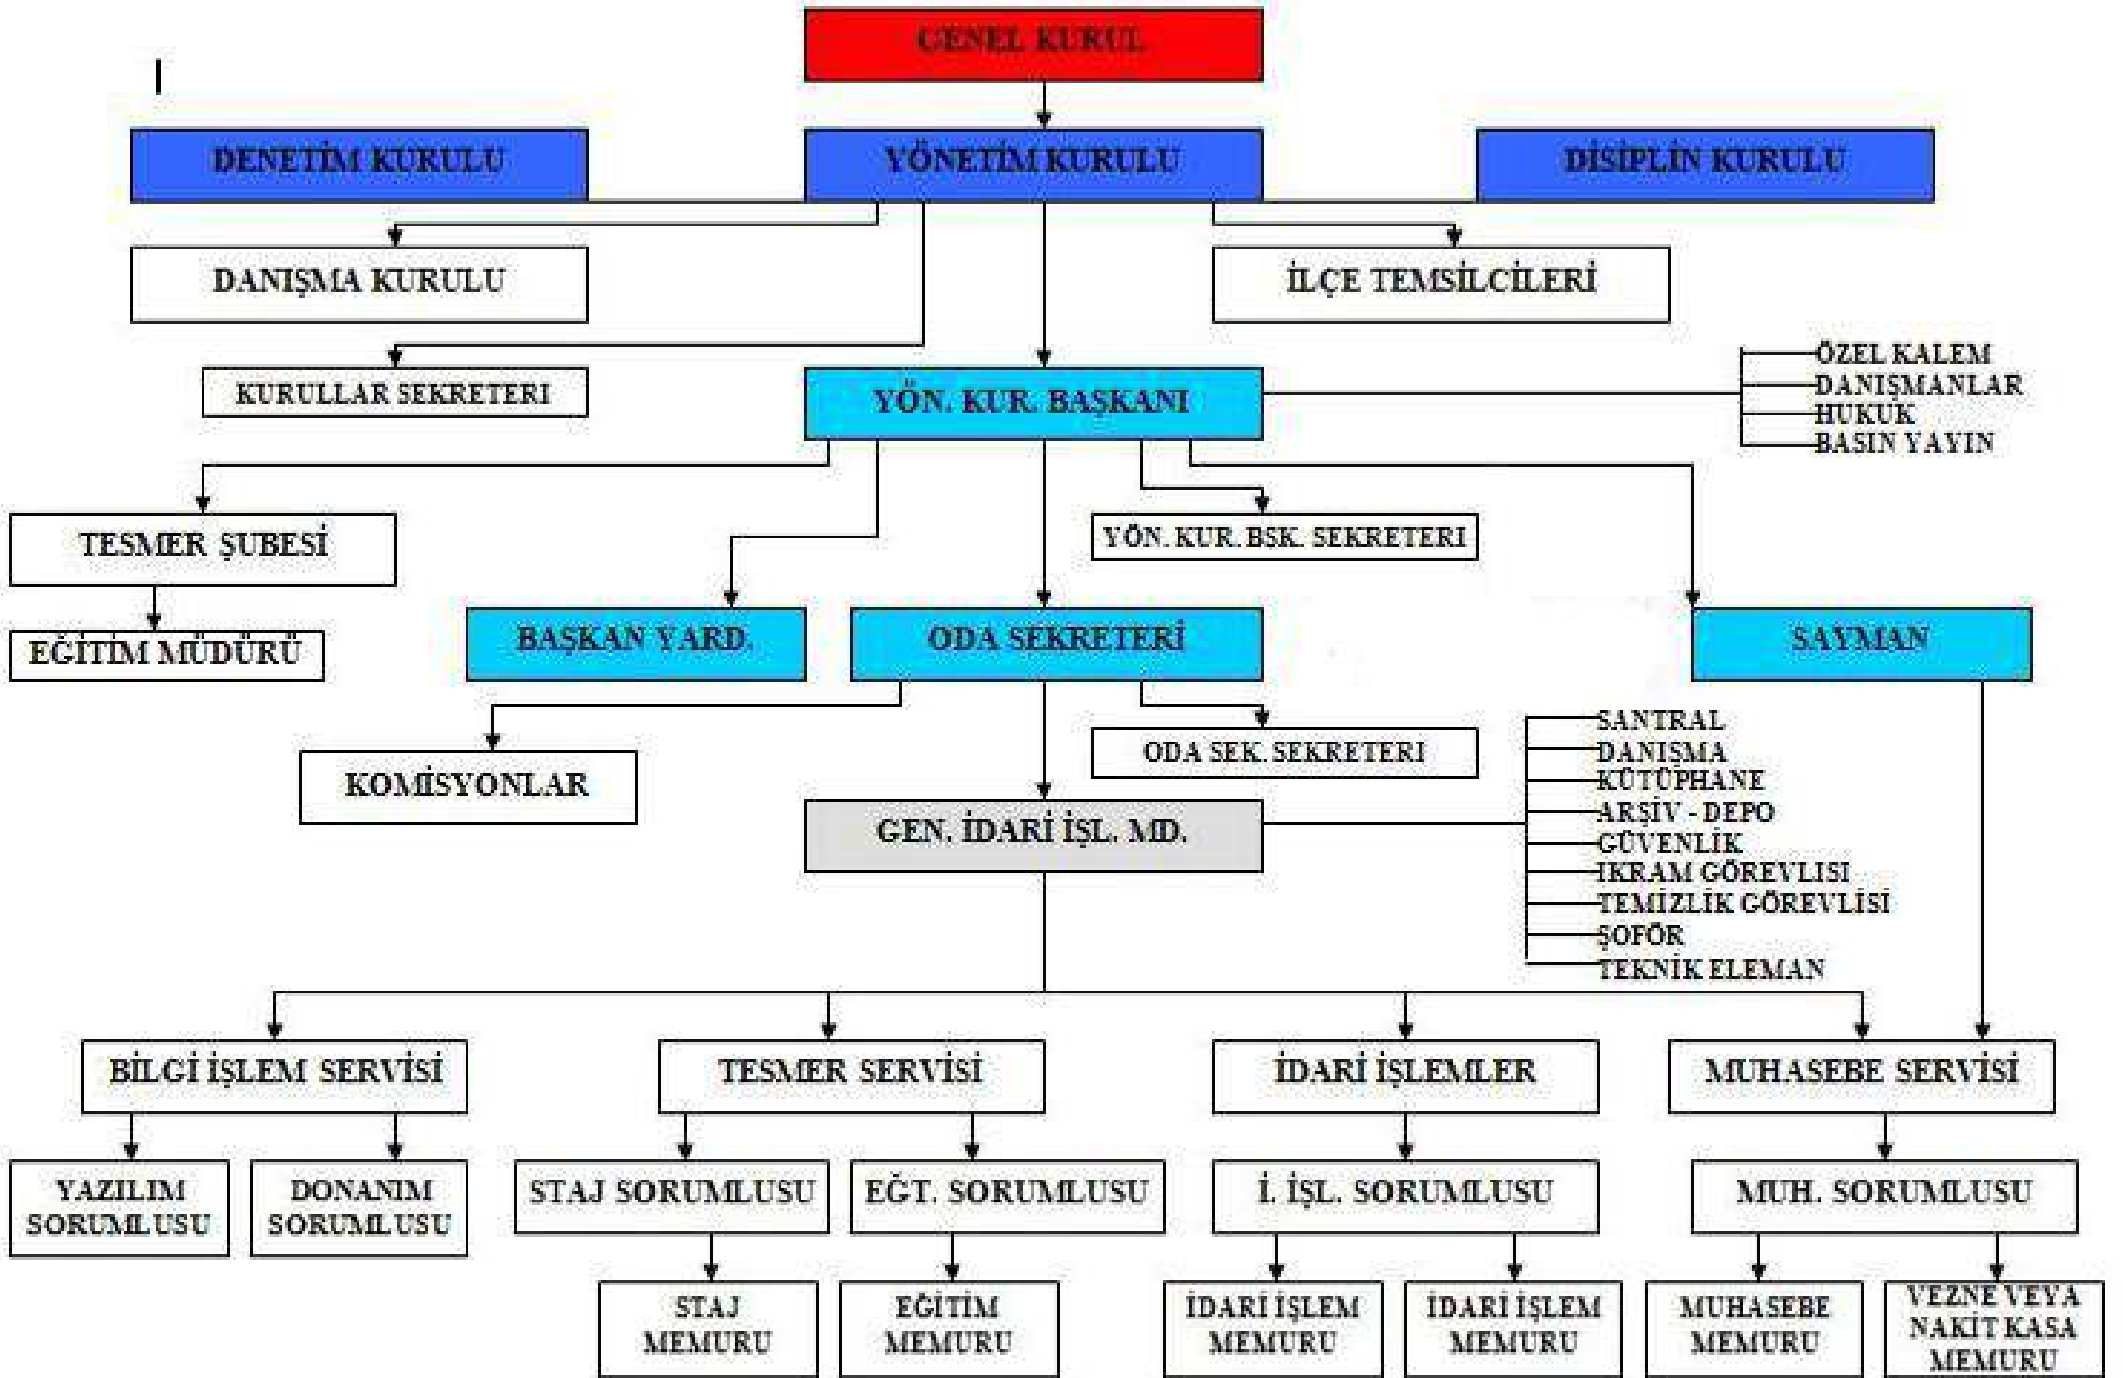 GENEL KURUL
DENETİM KURULU
YÖNETİM KURULU
DİSİPLİN KURULU
DANIŞMA KURULU
İLÇE TEMSİLCİLERİ
KURULLAR SEKRETERI
YÖN. KUR. BAŞKANI
ÖZEL KALEM
DANIŞMANLAR
HUKUK
BASIN YAYIN
TESMER ŞUBESİ
YÖN. KUR. BŞK. SEKRETERI
EĞİTİM MÜDÜRÜ
BAŞKAN YARD.
ODA SEKRETERİ
SAYMAN
KOMİSYONLAR
ODA SEK. SEKRETERI
GEN. İDARİ İŞL. MD.
SANTRAL
DANIŞMA
KÜTÜPHANE
ARŞİV - DEPO
GÜVENLİK
IKRAM GÖREVLISI
TEMİZLİK GÖREVLİSİ
ŞOFÖR
TEKNİK ELEMAN
BİLGİ İŞLEM SERVİSİ
TESMER SERVİSİ
İDARİ İŞLEMLER
MUHASEBE SERVİSİ
YAZILIM
SORUMLUSU
DONANIM
SORUMLUSU
STAJ SORUMLUSU
EĞT. SORUMLUSU
İ. İŞL. SORUMLUSU
MUH. SORUMLUSU
STAJ
MEMURU
EĞİTİM
MEMURU
İDARİ İŞLEM
MEMURU
İDARİ İŞLEM
MEMURU
MUHASEBE
MEMURU
VEZNE VEYA
NAKİT KASA
MEMURU